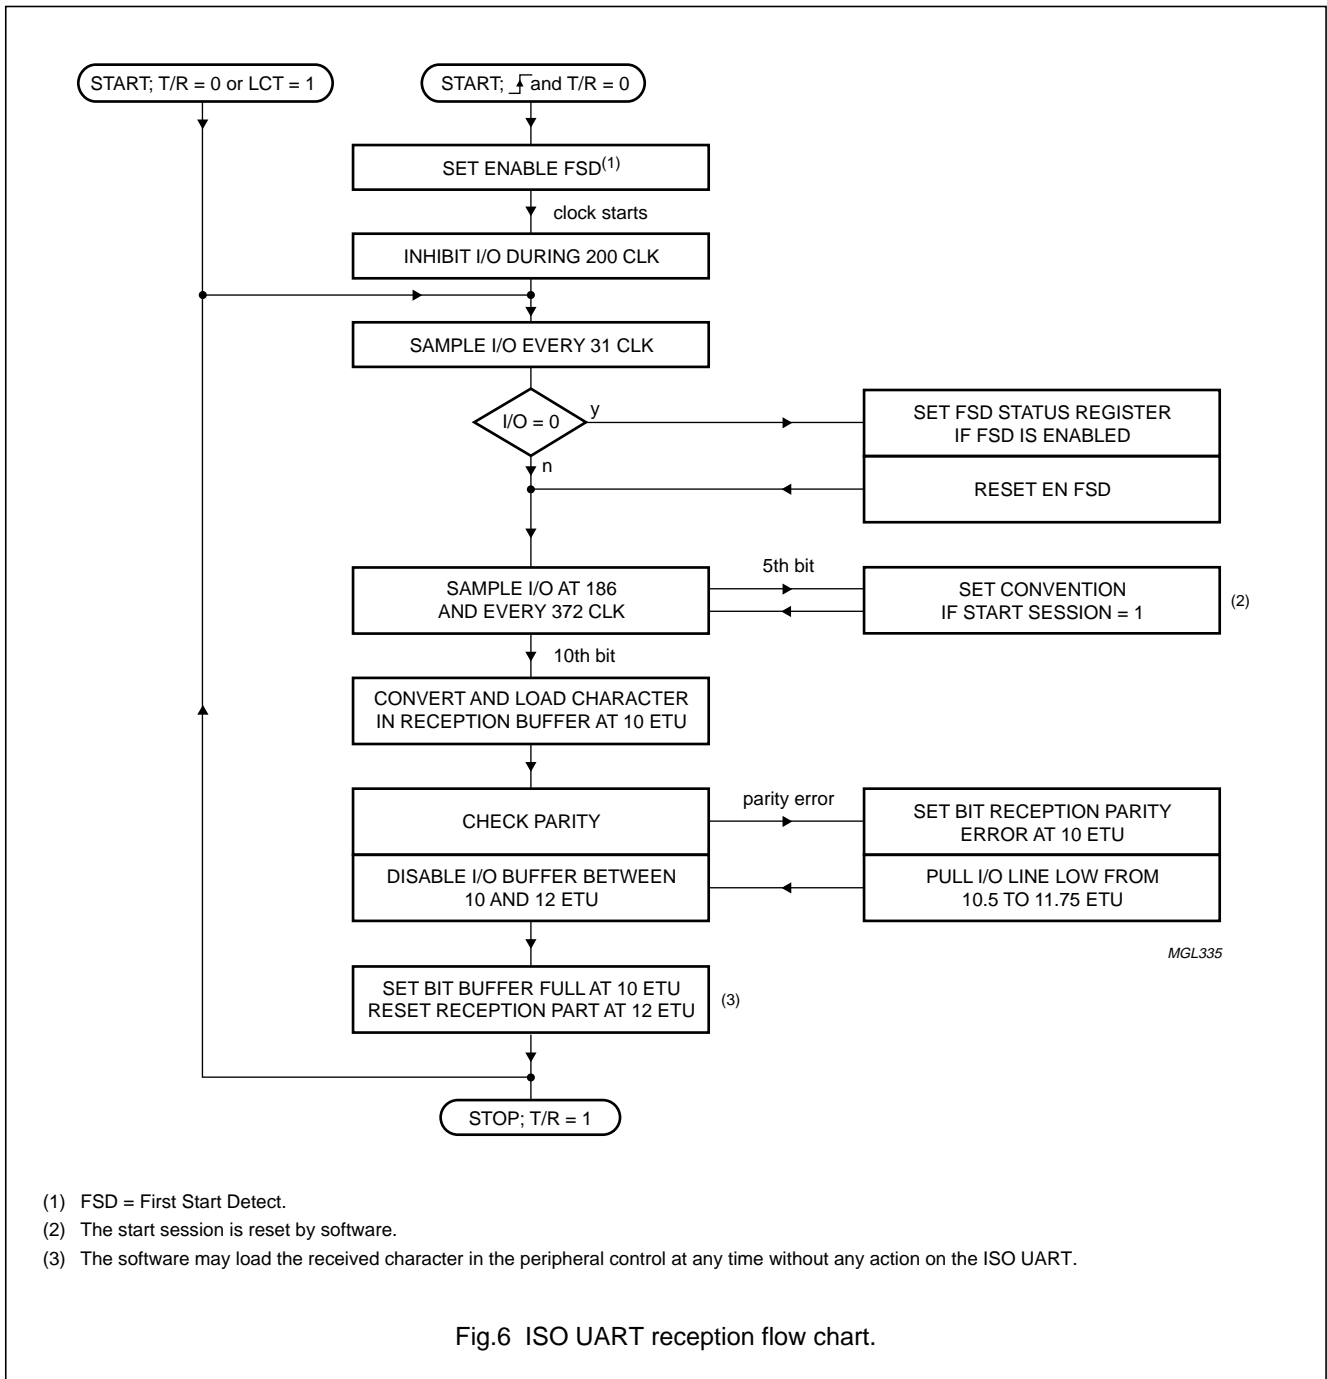 START; T/R = 0 or LCT = 1
START; and T/R = 0
SET ENABLE FSD(1)
clock starts
INHIBIT I/O DURING 200 CLK
SAMPLE I/O EVERY 31 CLK
I/O = 0
y
n
SET FSD STATUS REGISTER
IF FSD IS ENABLED
RESET EN FSD
SAMPLE I/O AT 186
AND EVERY 372 CLK
5th bit
SET CONVENTION
IF START SESSION = 1
(2)
10th bit
CONVERT AND LOAD CHARACTER
IN RECEPTION BUFFER AT 10 ETU
CHECK PARITY
parity error
SET BIT RECEPTION PARITY
ERROR AT 10 ETU
DISABLE I/O BUFFER BETWEEN
10 AND 12 ETU
PULL I/O LINE LOW FROM
10.5 TO 11.75 ETU
MGL335
SET BIT BUFFER FULL AT 10 ETU
RESET RECEPTION PART AT 12 ETU
(3)
STOP; T/R = 1
(1) FSD = First Start Detect.
(2) The start session is reset by software.
(3) The software may load the received character in the peripheral control at any time without any action on the ISO UART.
Fig.6 ISO UART reception flow chart.